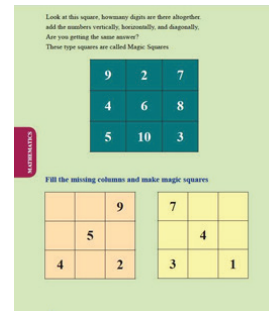 Look at this square, howmany digits are there altogether.
add the numbers vertically, horizontally, and diagonally,
Are you getting the same answer?
These type squares are called Magic Squares
9 2 7
4 6 8
5 10 3
MATHEMATICS
Fill the missing columns and make magic squares
9
5
4 2
7
4
3 1